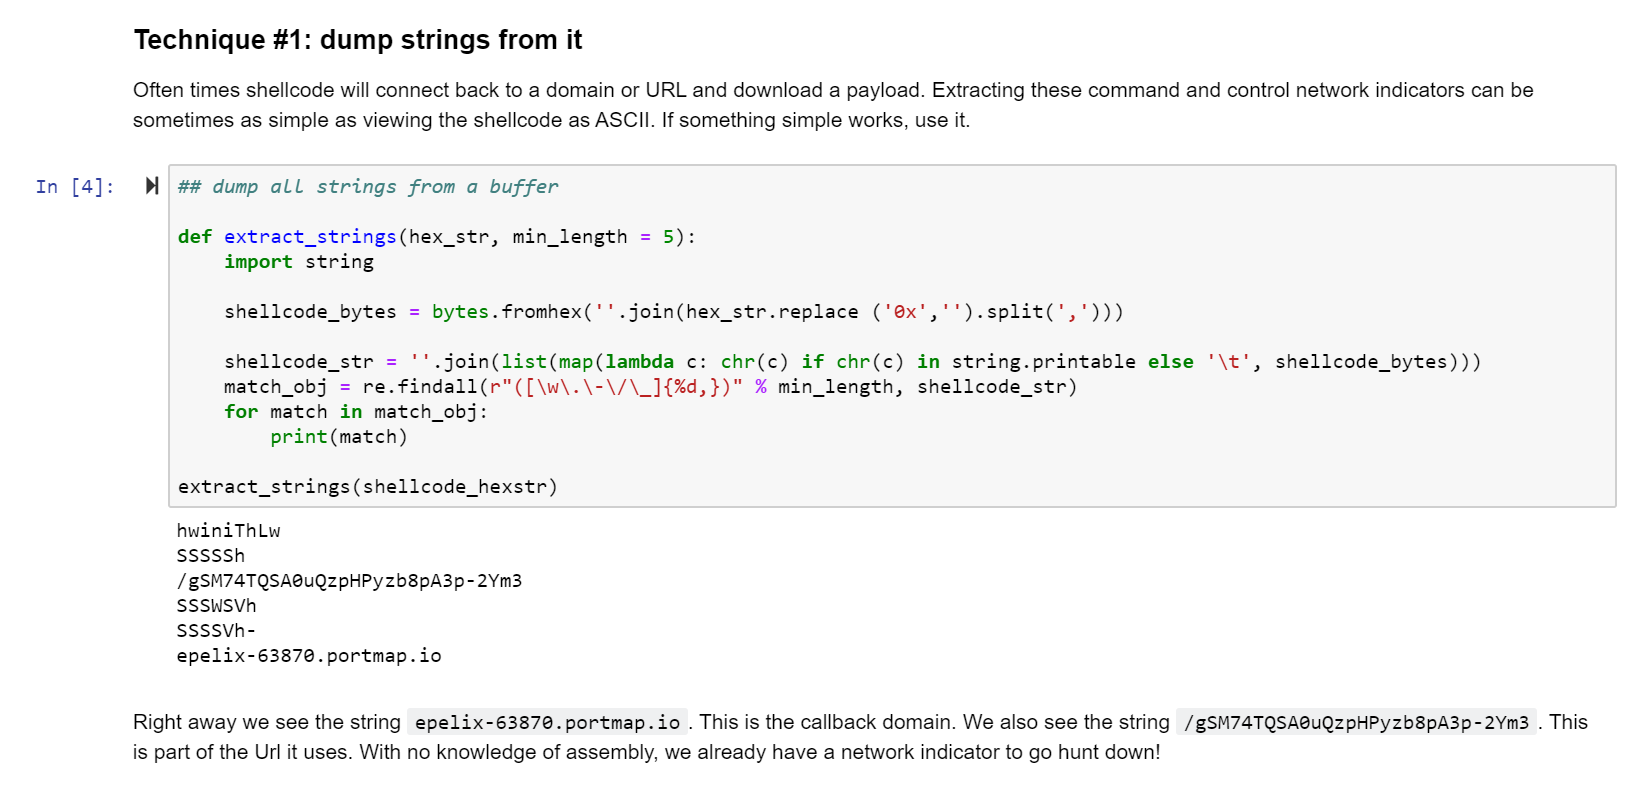 Technique #1: dump strings from it
Often times shellcode will connect back to a domain or URL and download a payload. Extracting these command and control network indicators can be
sometimes as simple as viewing the shellcode as ASCII. If something simple works, use it.
In [4]:
## dump all strings from a buffer
def extract_strings(hex_str, min_length = 5):
    import string
    shellcode_bytes = bytes.fromhex(''.join(hex_str.replace ('0x','').split(',')))
    shellcode_str = ''.join(list(map(lambda c: chr(c) if chr(c) in string.printable else '\t', shellcode_bytes)))
    match_obj = re.findall(r"([\w\.\-\/\_]{%d,})" % min_length, shellcode_str)
    for match in match_obj:
        print(match)
extract_strings(shellcode_hexstr)
hwiniThLw
SSSSSh
/gSM74TQSA0uQzpHPyzb8pA3p-2Ym3
SSSWSVh
SSSSVh-
epelix-63870.portmap.io
Right away we see the string epelix-63870.portmap.io . This is the callback domain. We also see the string /gSM74TQSA0uQzpHPyzb8pA3p-2Ym3 . This
is part of the Url it uses. With no knowledge of assembly, we already have a network indicator to go hunt down!